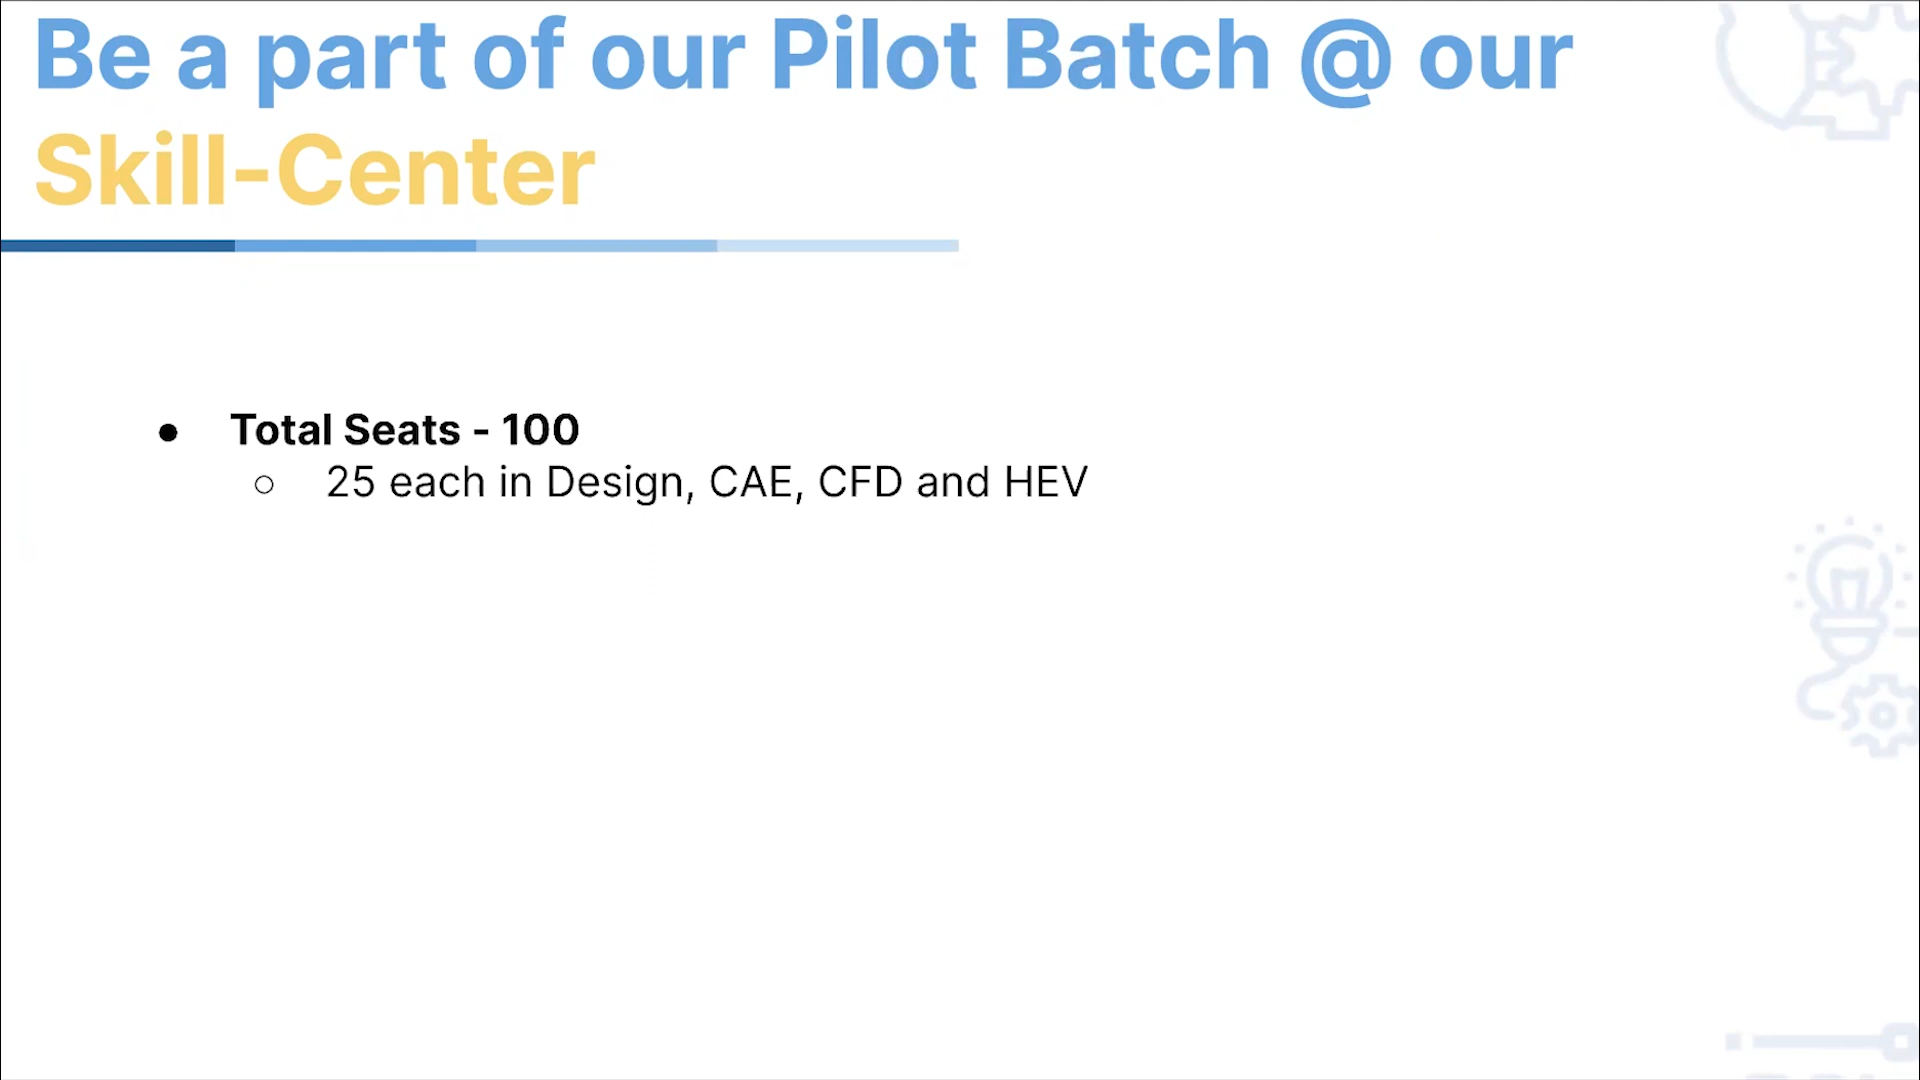 Be a part of our Pilot Batch @ our
Skill-Center
● Total Seats - 100
○ 25 each in Design, CAE, CFD and HEV